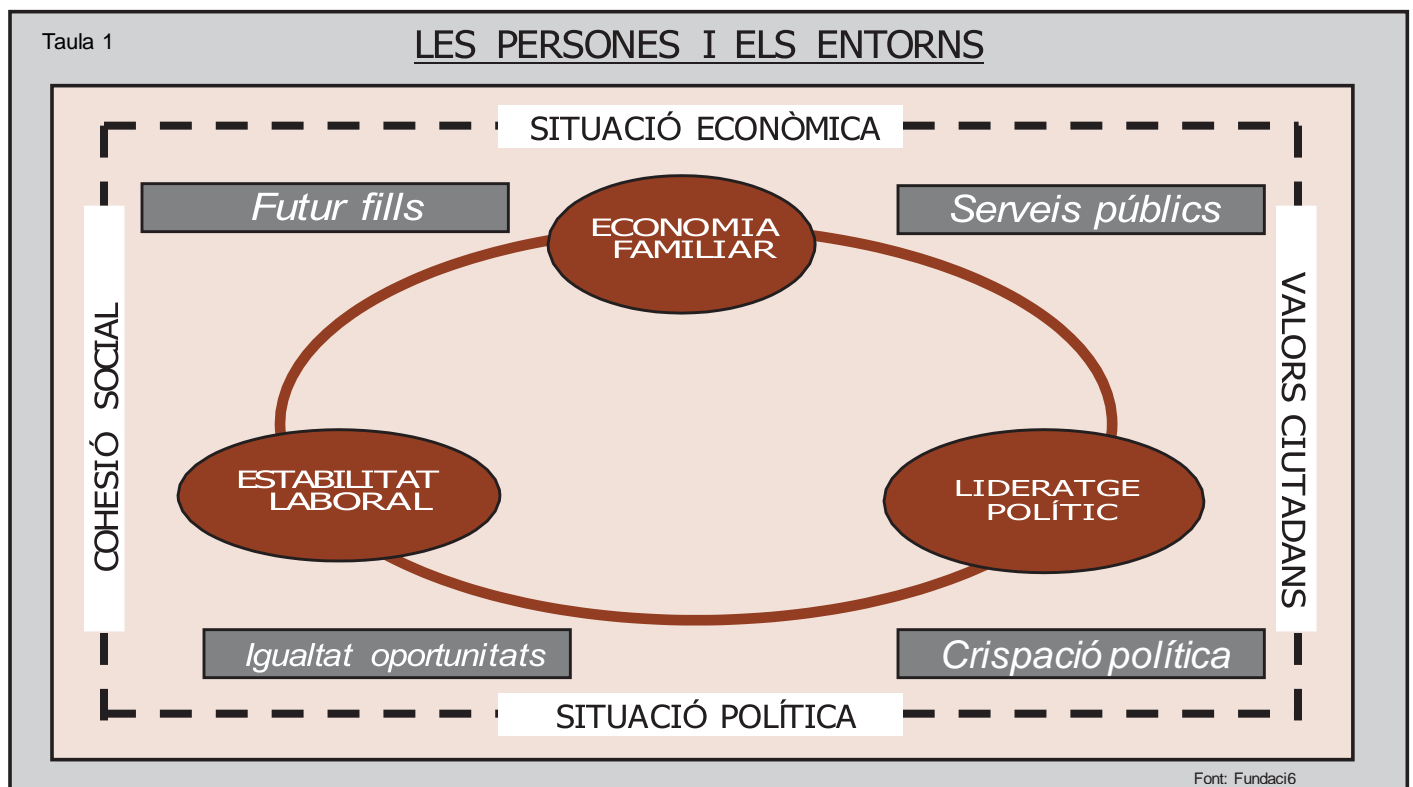 Taula 1
LES PERSONES I ELS ENTORNS
SITUACIÓ ECONÒMICA
Futur fills
Serveis públics
ECONOMIA
FAMILIAR
COHESIÓ SOCIAL
VALORS CIUTADANS
ESTABILITAT
LABORAL
LIDERATGE
POLÍTIC
Igualtat oportunitats
Crispació política
SITUACIÓ POLÍTICA
Font: Fundaci6